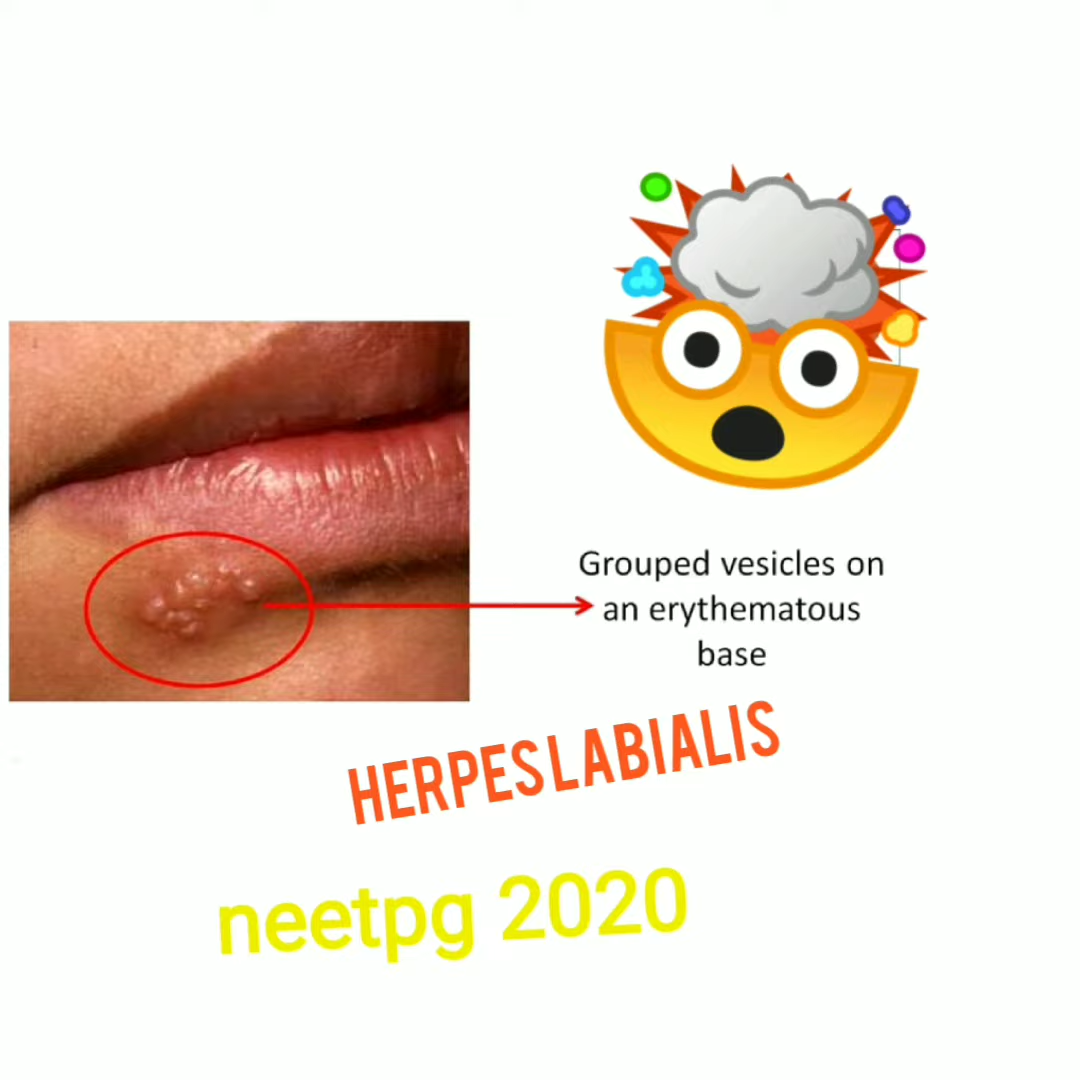 Grouped vesicles on
an erythematous
base
HERPES LABIALIS
neetpg 2020